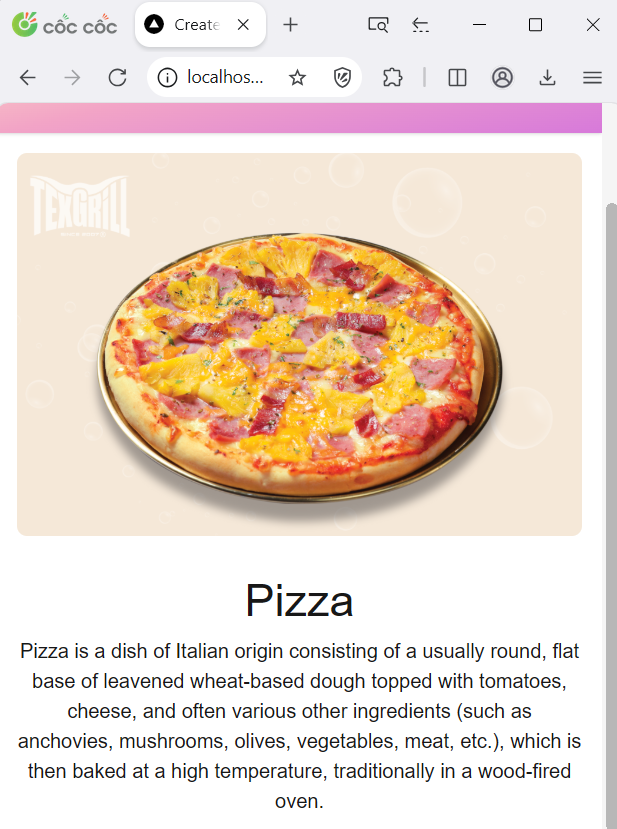 cốc cốc
Create
localhos...
TEXGRILL
Pizza
Pizza is a dish of Italian origin consisting of a usually round, flat
base of leavened wheat-based dough topped with tomatoes,
cheese, and often various other ingredients (such as
anchovies, mushrooms, olives, vegetables, meat, etc.), which is
then baked at a high temperature, traditionally in a wood-fired
oven.